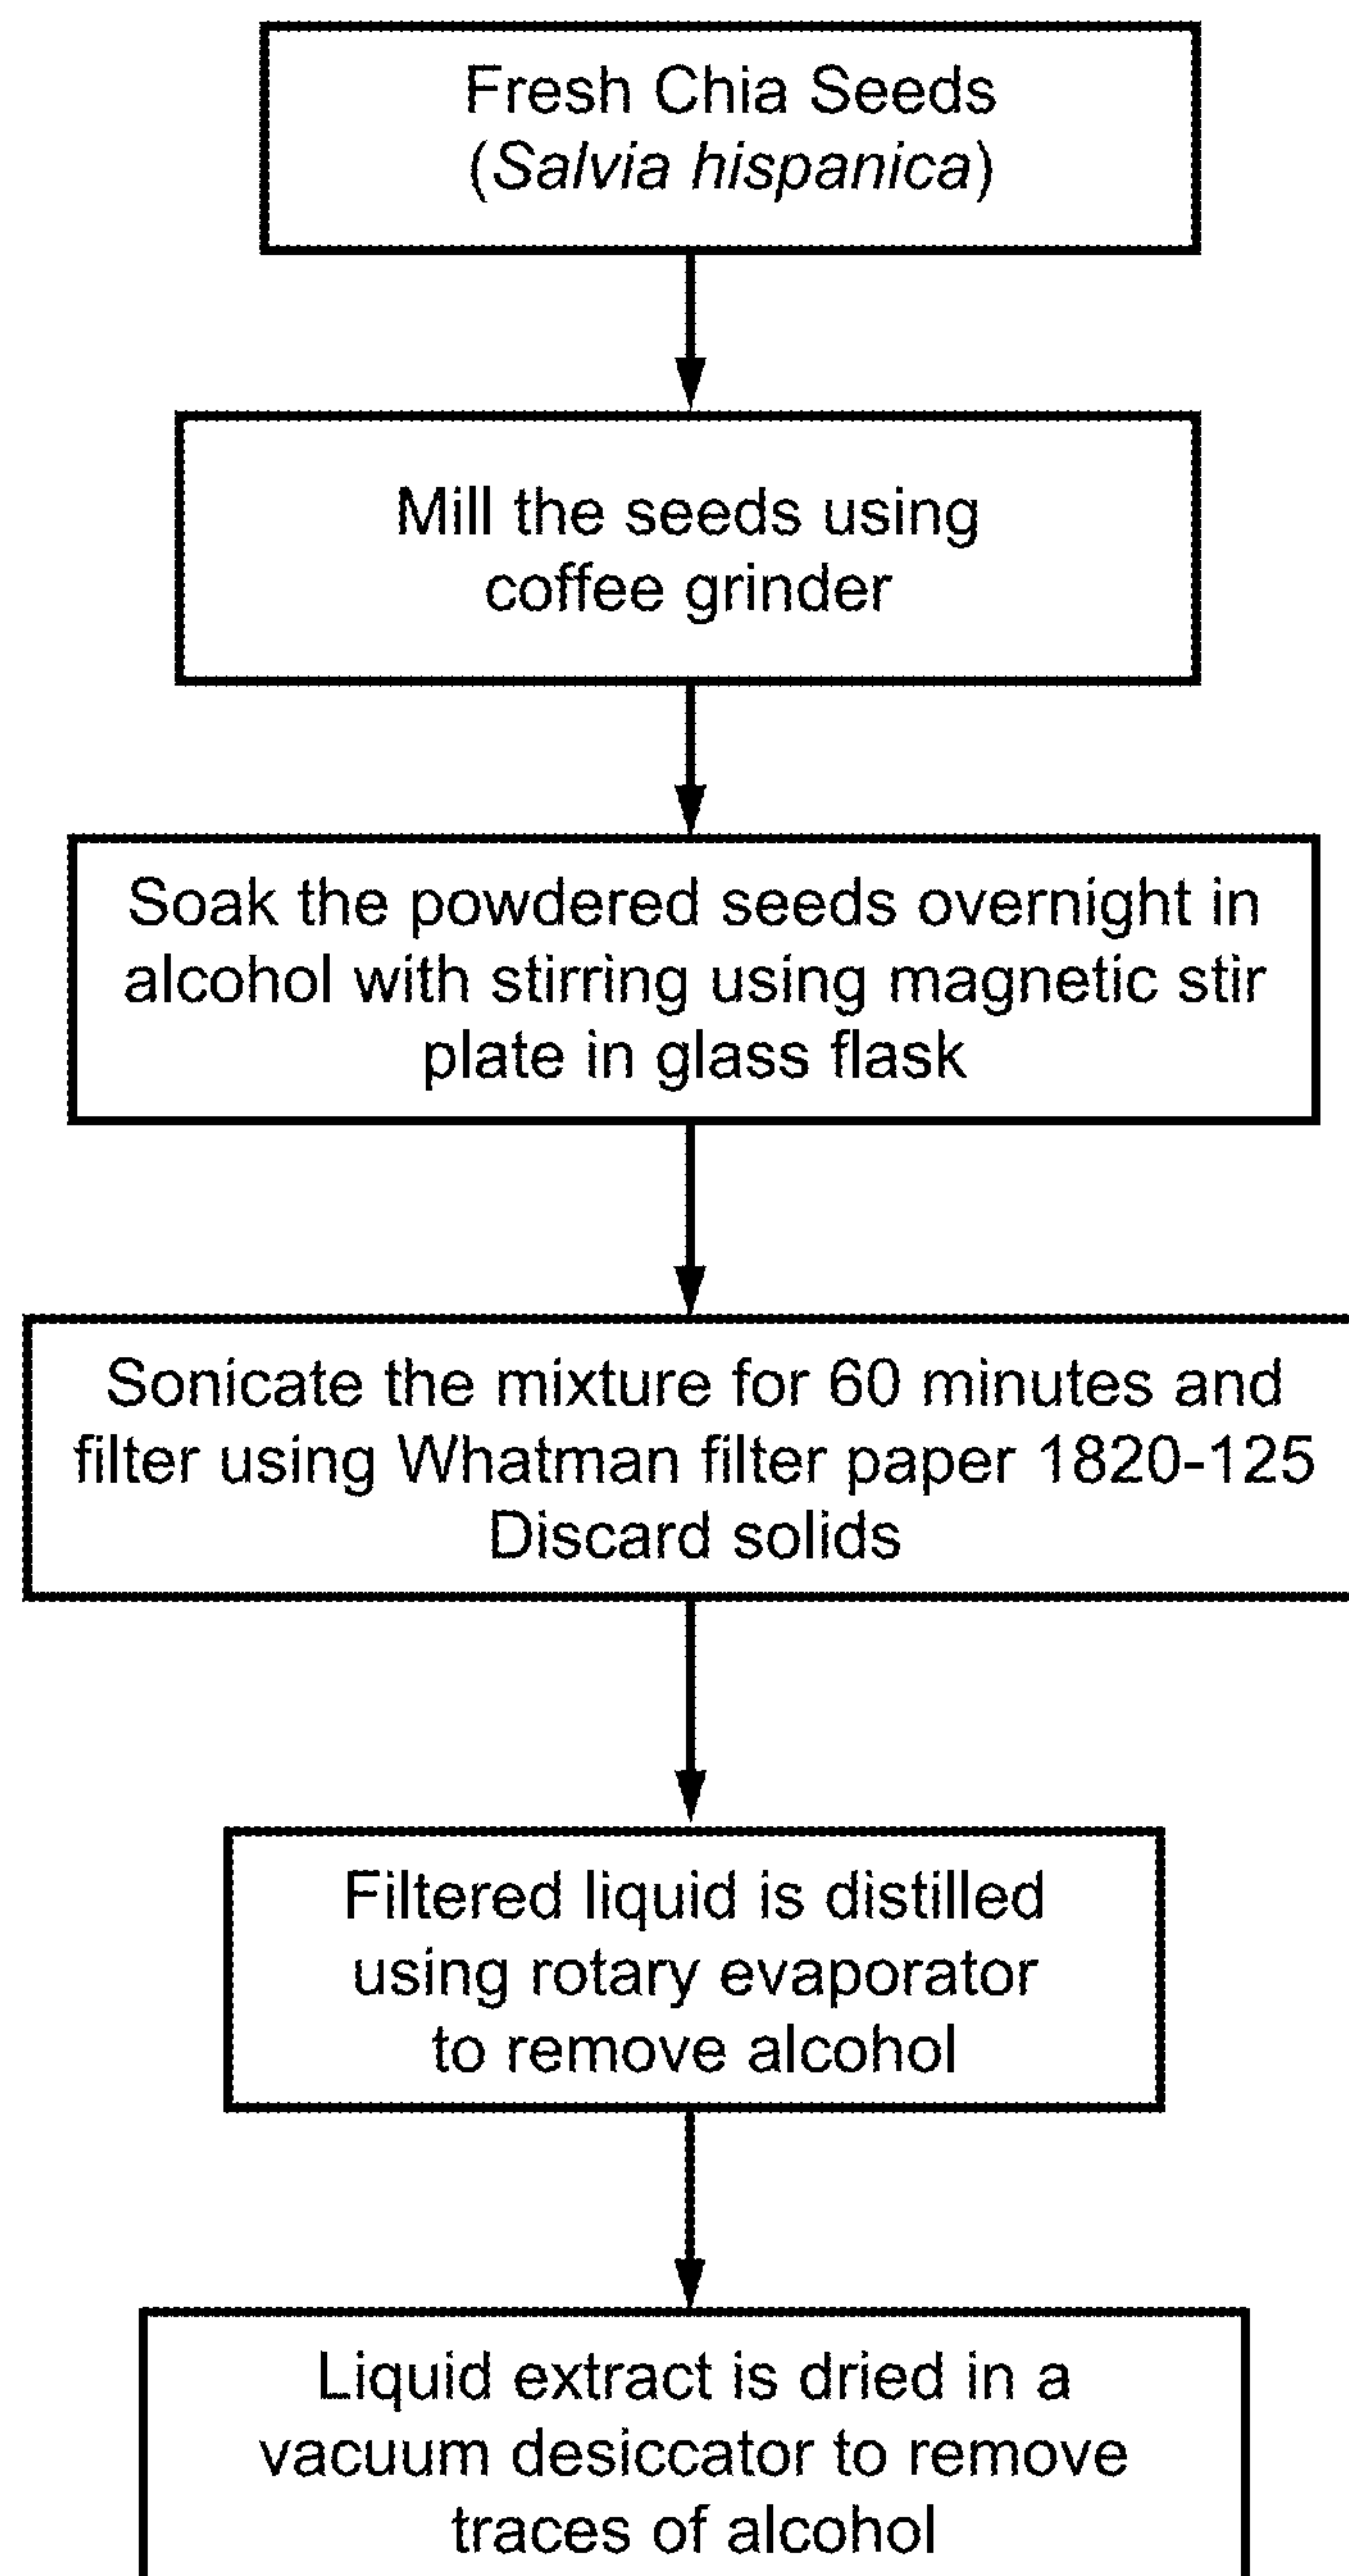 Fresh Chia Seeds
(Salvia hispanica)
Mill the seeds using
coffee grinder
Soak the powdered seeds overnight in
alcohol with stirring using magnetic stir
plate in glass flask
Sonicate the mixture for 60 minutes and
filter using Whatman filter paper 1820-125
Discard solids
Filtered liquid is distilled
using rotary evaporator
to remove alcohol
Liquid extract is dried in a
vacuum desiccator to remove
traces of alcohol